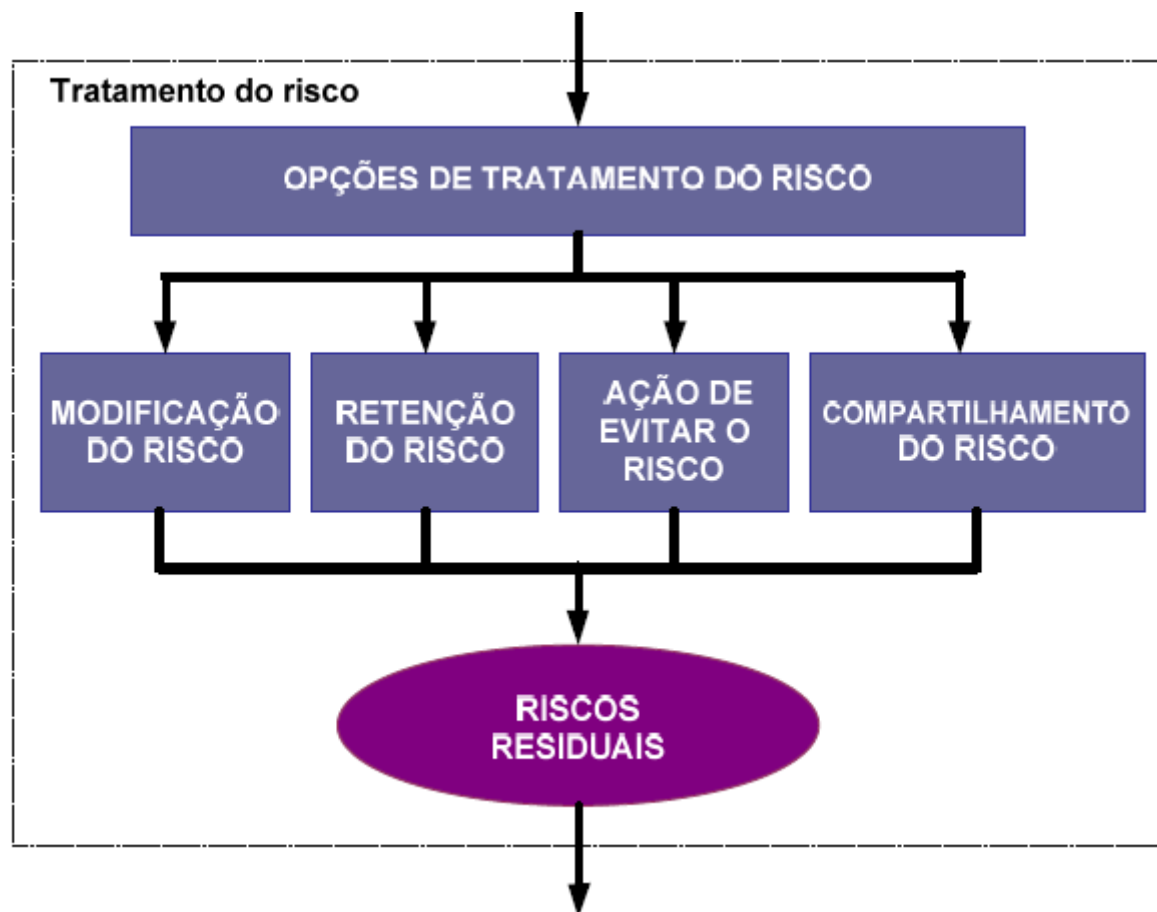 Tratamento do risco
OPÇÕES DE TRATAMENTO DO RISCO
MODIFICAÇÃO
DO RISCO
RETENÇÃO
DO RISCO
AÇÃO DE
EVITAR O
RISCO
COMPARTILHAMENTO
DO RISCO
RISCOS
RESIDUAIS